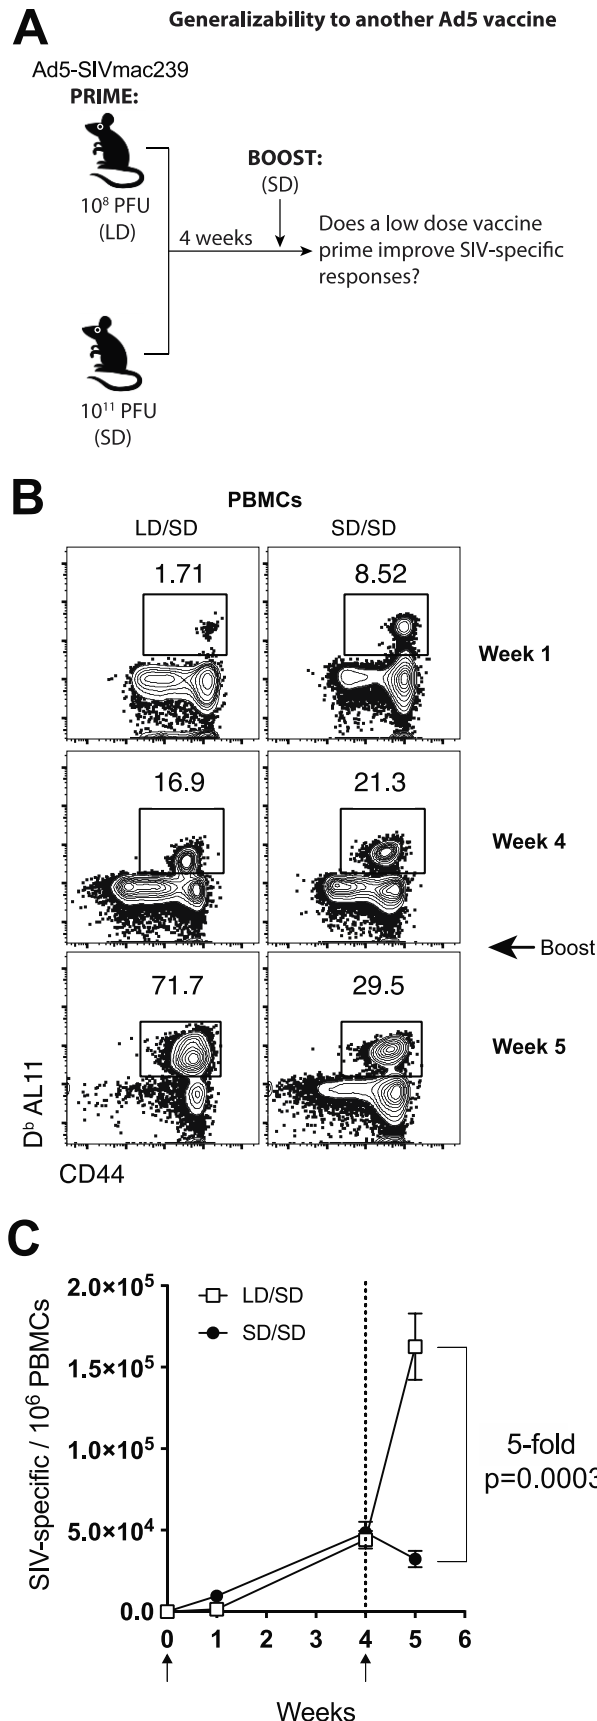 A
Generalizability to another Ad5 vaccine
Ad5-SIVmac239
PRIME:
BOOST:
(SD)
10⁸ PFU
(LD)
4 weeks
Does a low dose vaccine
prime improve SIV-specific
responses?
10¹¹ PFU
(SD)
B
PBMCs
LD/SD
SD/SD
1.71
8.52
Week 1
16.9
21.3
Week 4
Boost
71.7
29.5
Week 5
Dᵇ AL11
CD44
C
SIV-specific / 10⁶ PBMCs
2.0×10⁵
1.5×10⁵
1.0×10⁵
5.0×10⁴
0.0
LD/SD
SD/SD
5-fold
p=0.0003
0 1 2 3 4 5 6
Weeks